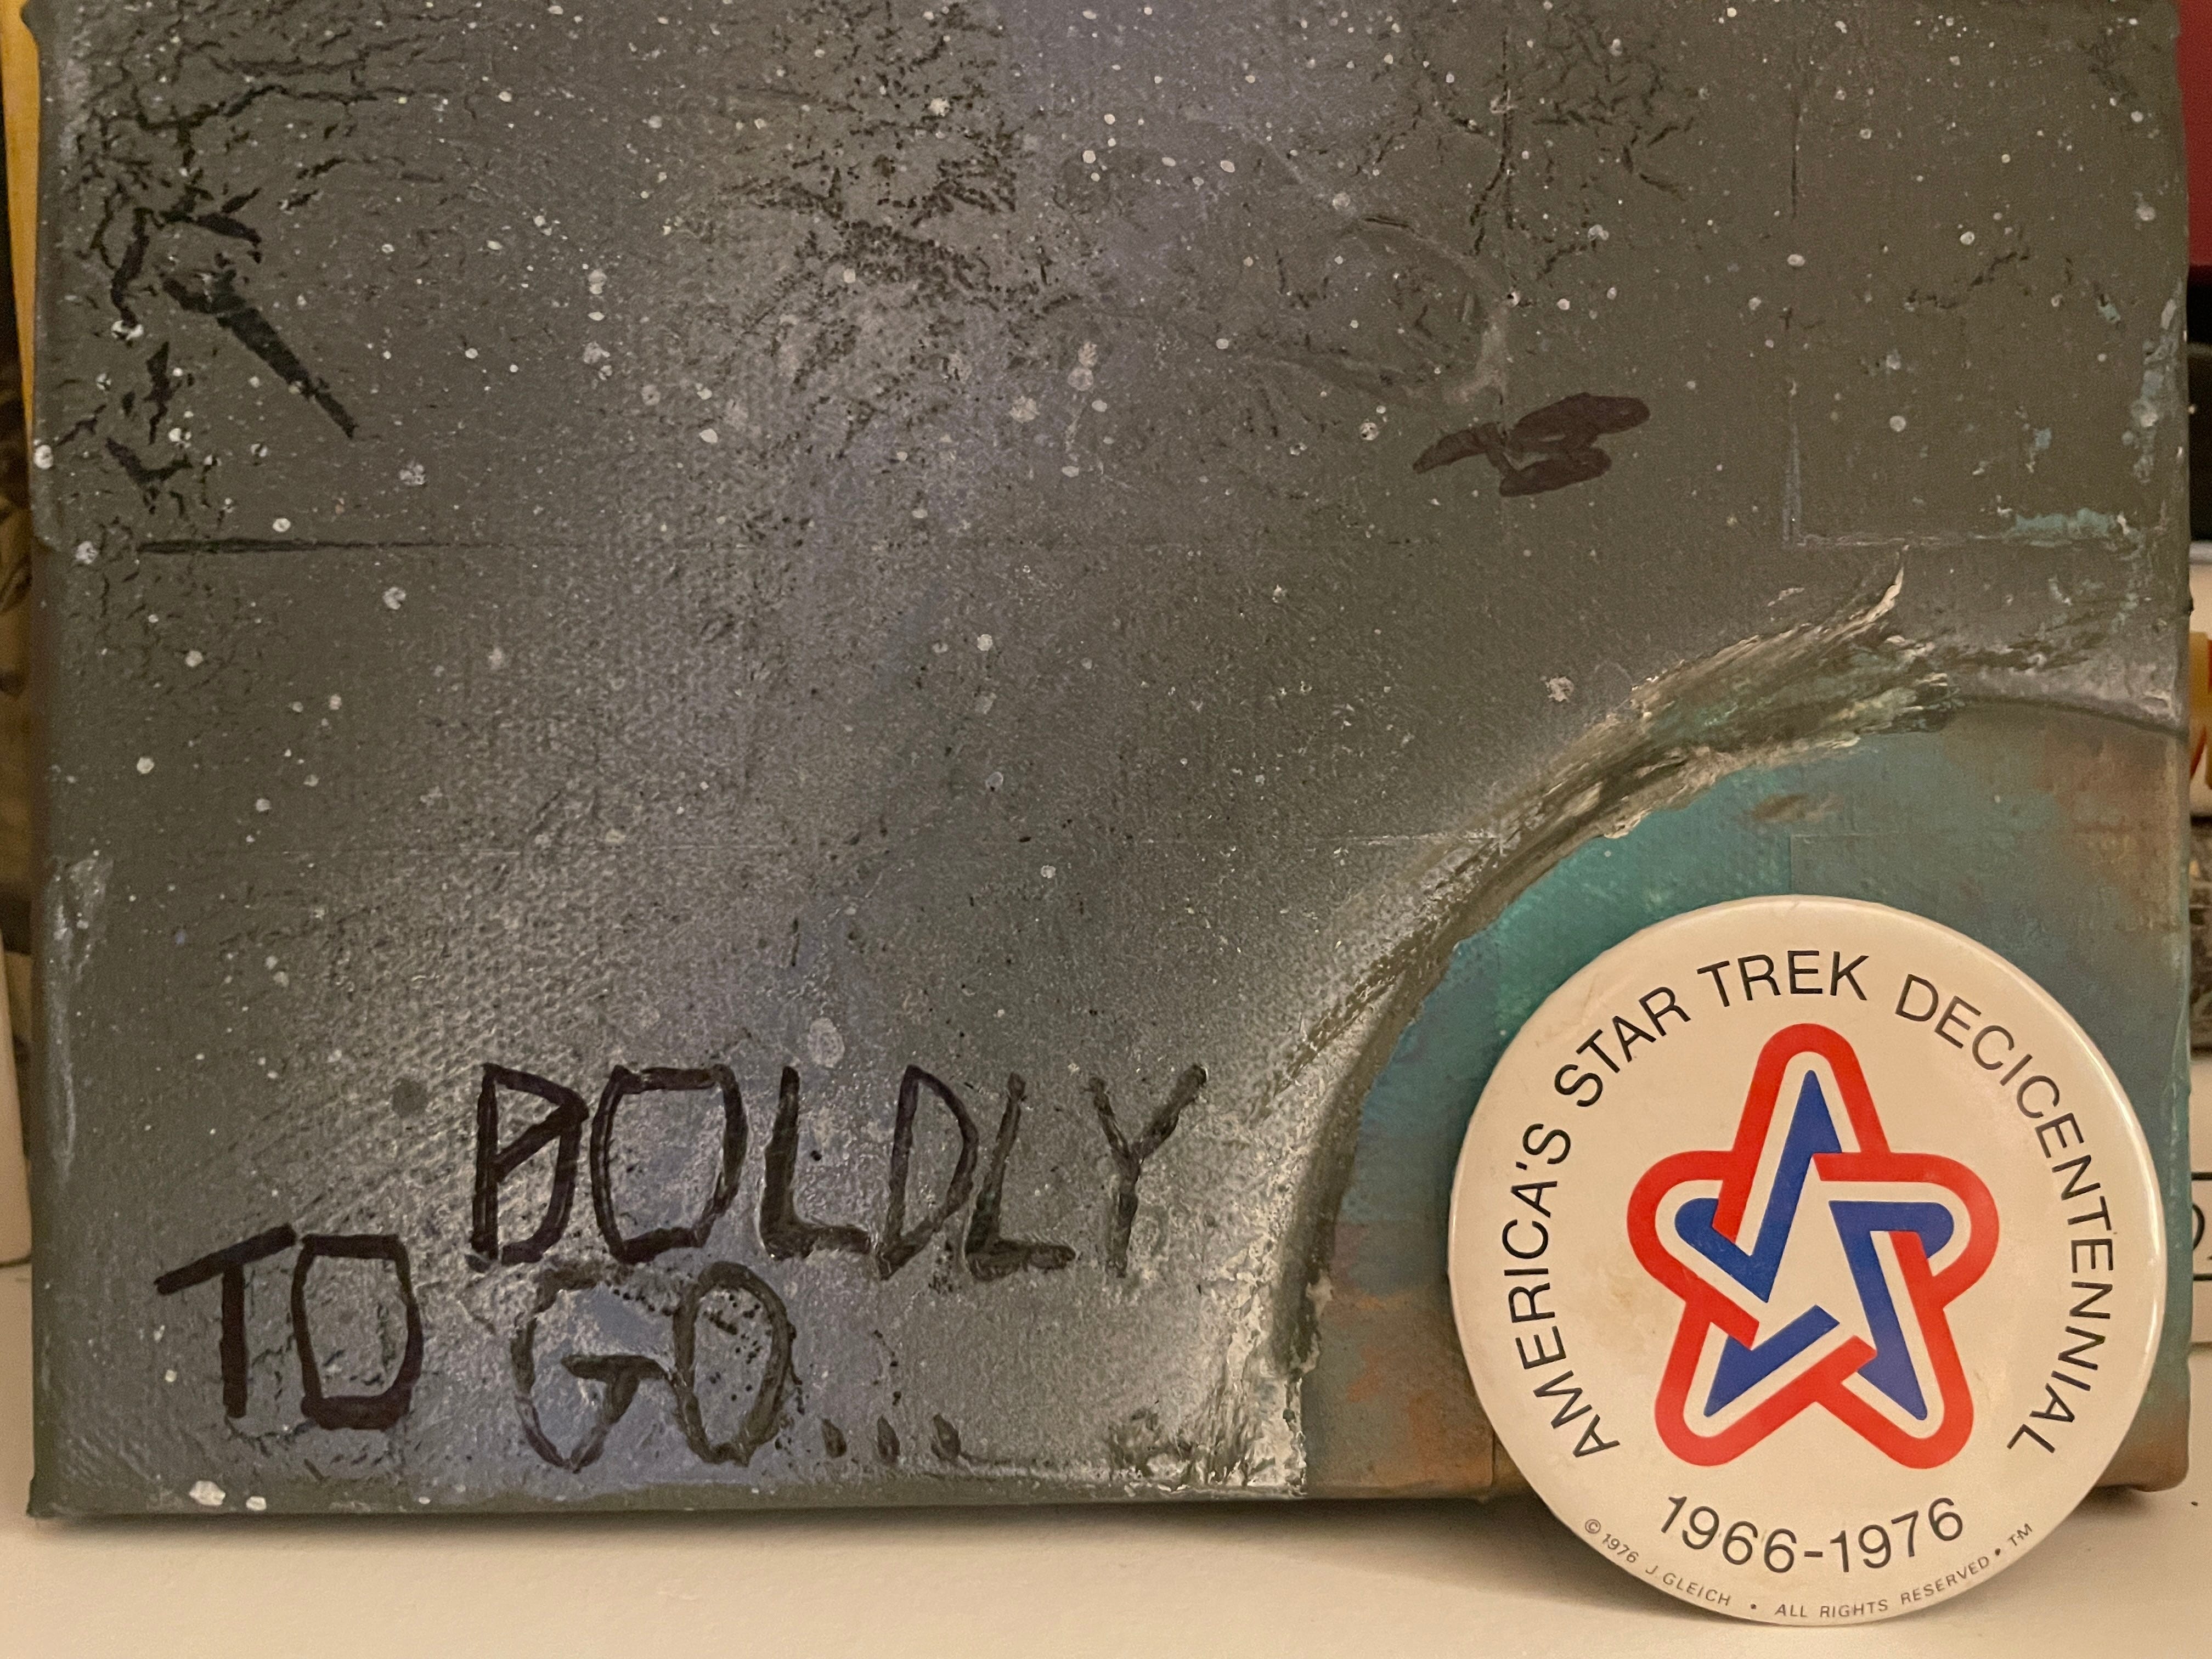 TO BOLDLY
GO...
AMERICA'S STAR TREK DECICENTENNIAL
1966-1976
© 1976 J. GLEICH • ALL RIGHTS RESERVED • TM